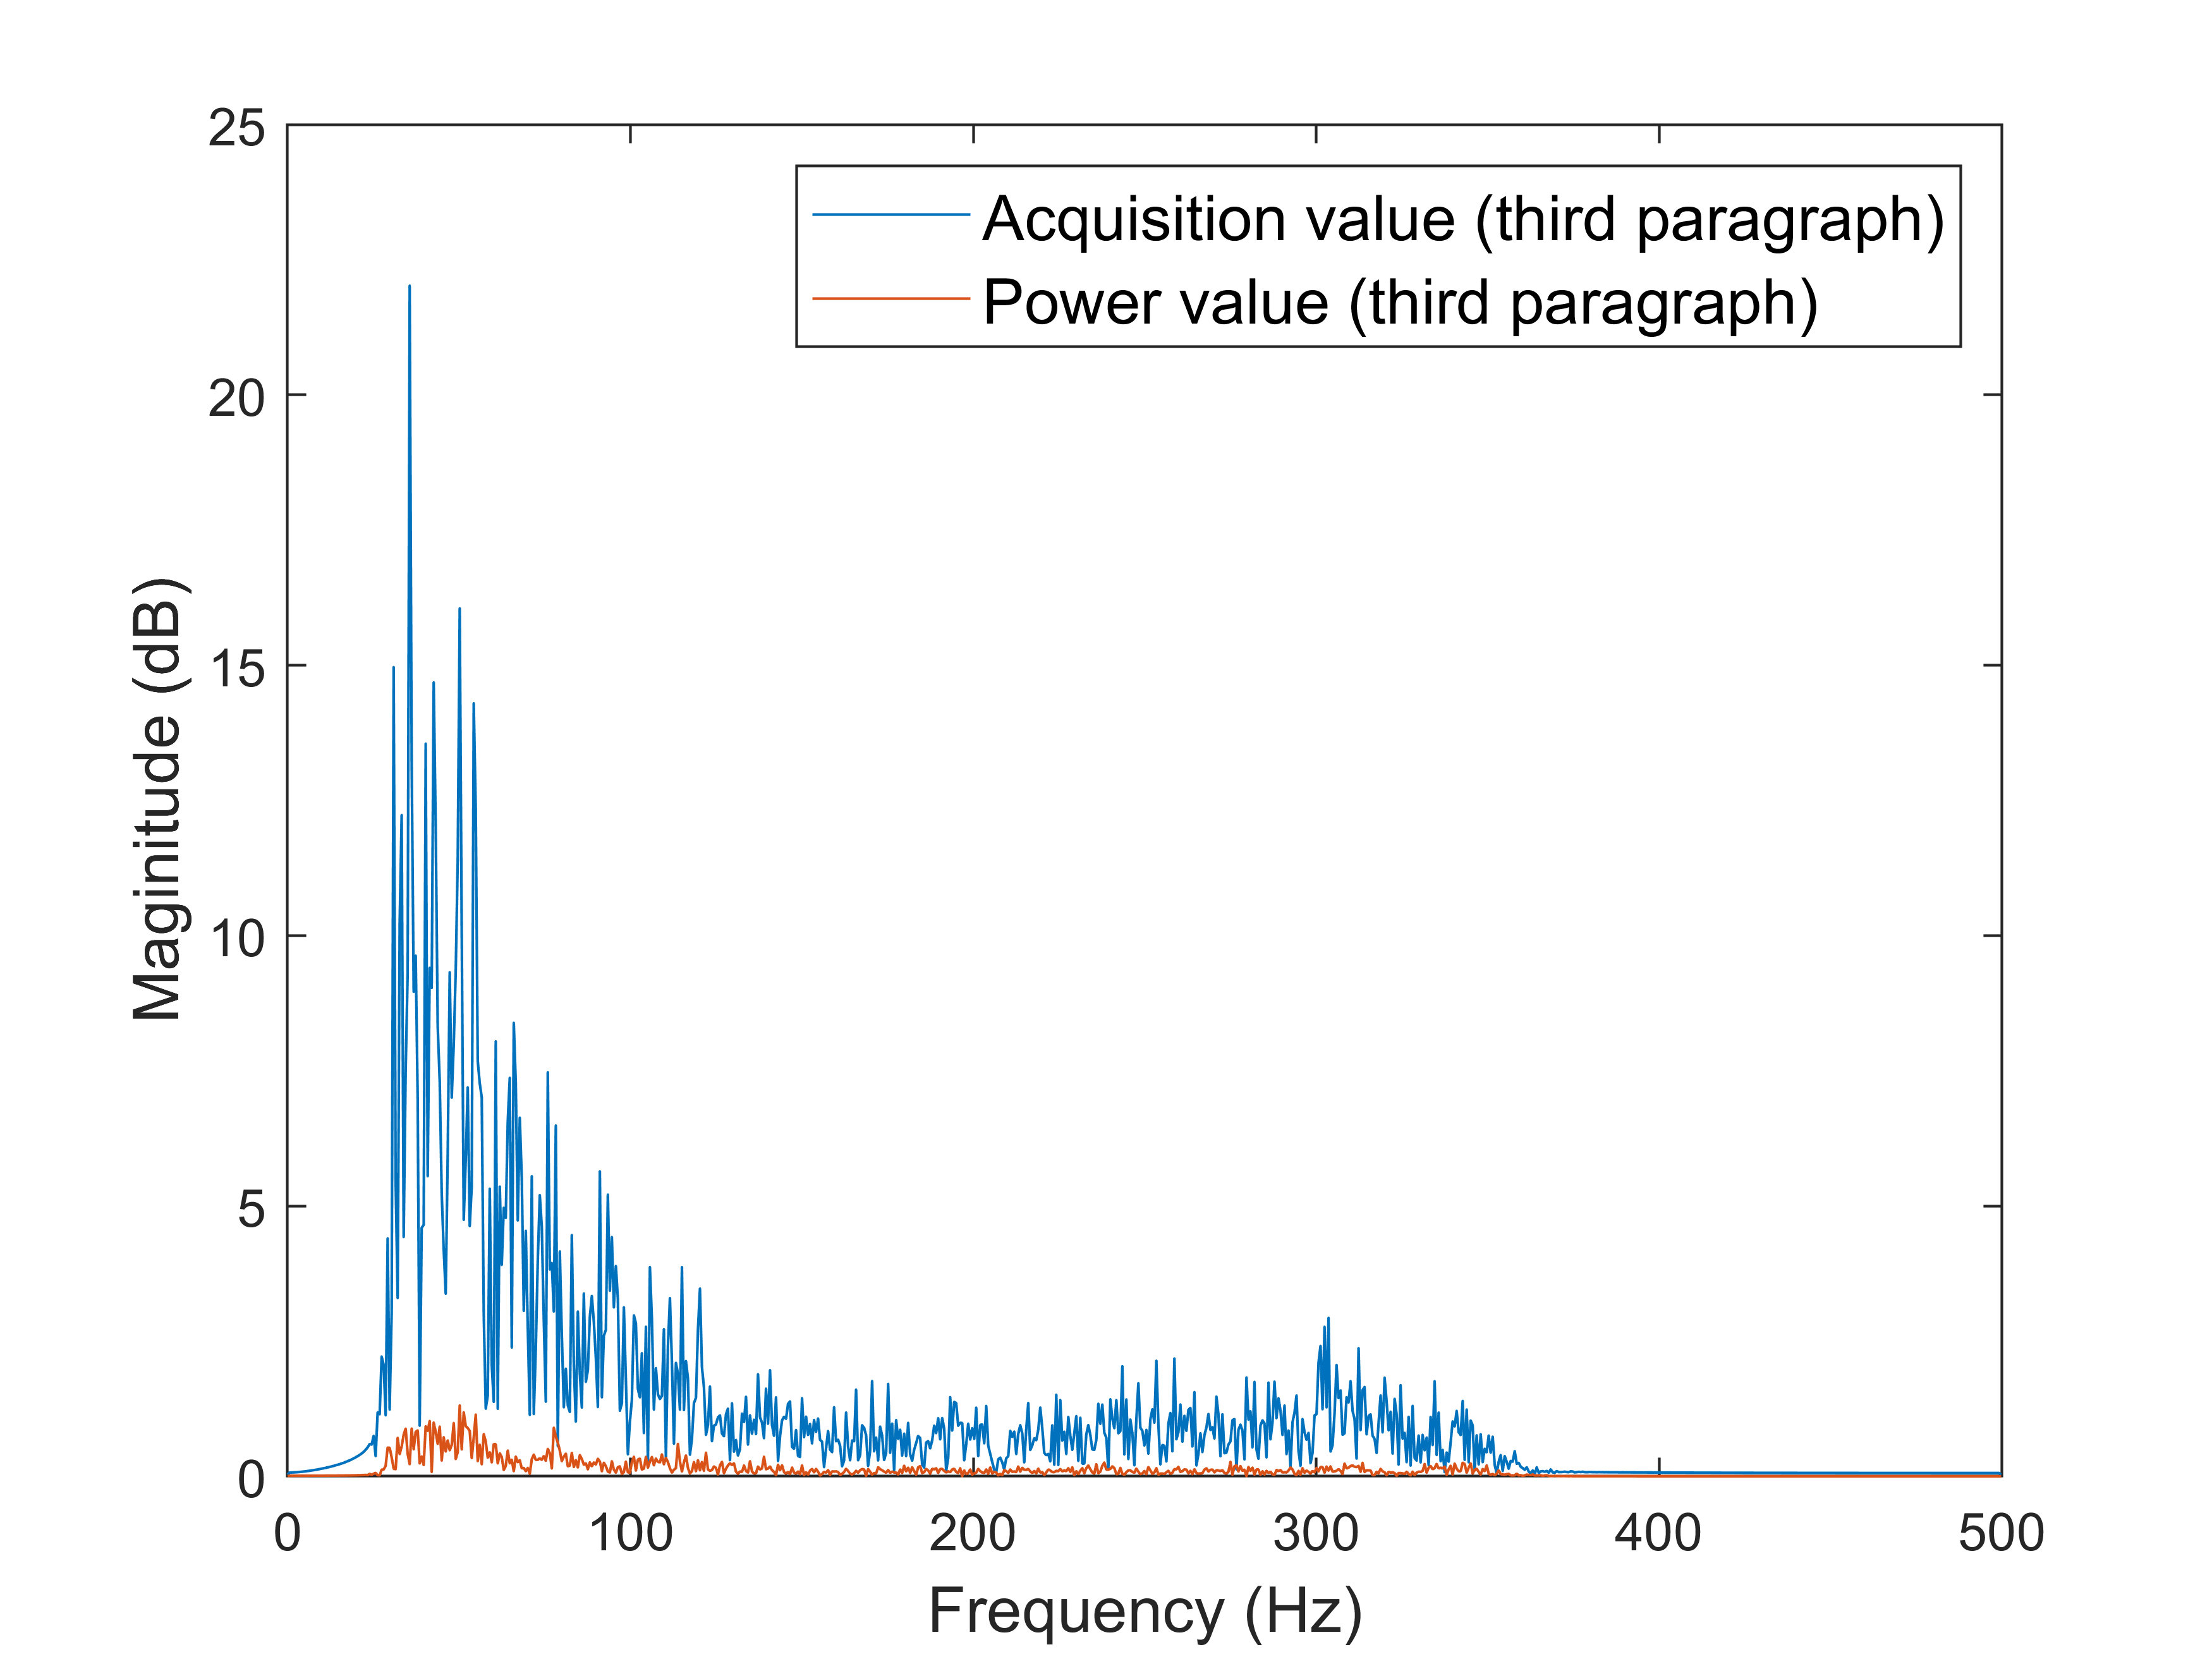 25
20
15
10
5
0
Maginitude (dB)
Acquisition value (third paragraph)
Power value (third paragraph)
0 100 200 300 400 500
Frequency (Hz)